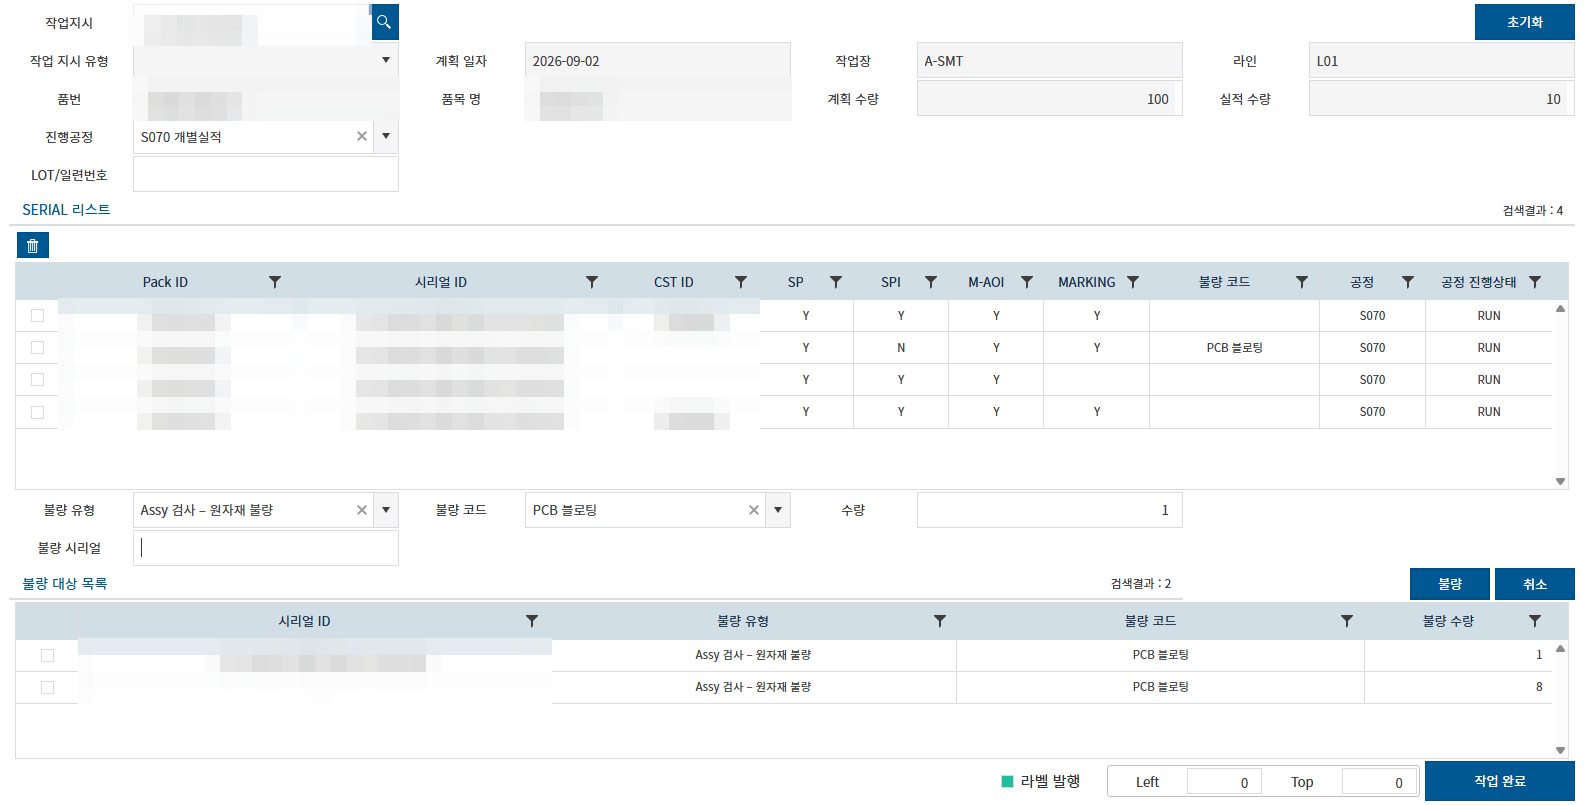 작업지시 초기화
작업 지시 유형 계획 일자 2026-09-02 작업장 A-SMT 라인 L01
품번 품목 명 계획 수량 100 실적 수량 10
진행공정 S070 개별실적
LOT/일련번호
SERIAL 리스트 검색결과 : 4
Pack ID 시리얼 ID CST ID SP SPI M-AOI MARKING 불량 코드 공정 공정 진행상태
Y Y Y Y S070 RUN
Y N Y Y PCB 블로팅 S070 RUN
Y Y Y S070 RUN
Y Y Y Y S070 RUN
불량 유형 Assy 검사 – 원자재 불량 불량 코드 PCB 블로팅 수량 1
불량 시리얼
불량 대상 목록 검색결과 : 2 불량 취소
시리얼 ID 불량 유형 불량 코드 불량 수량
Assy 검사 – 원자재 불량 PCB 블로팅 1
Assy 검사 – 원자재 불량 PCB 블로팅 8
라벨 발행 Left 0 Top 0 작업 완료